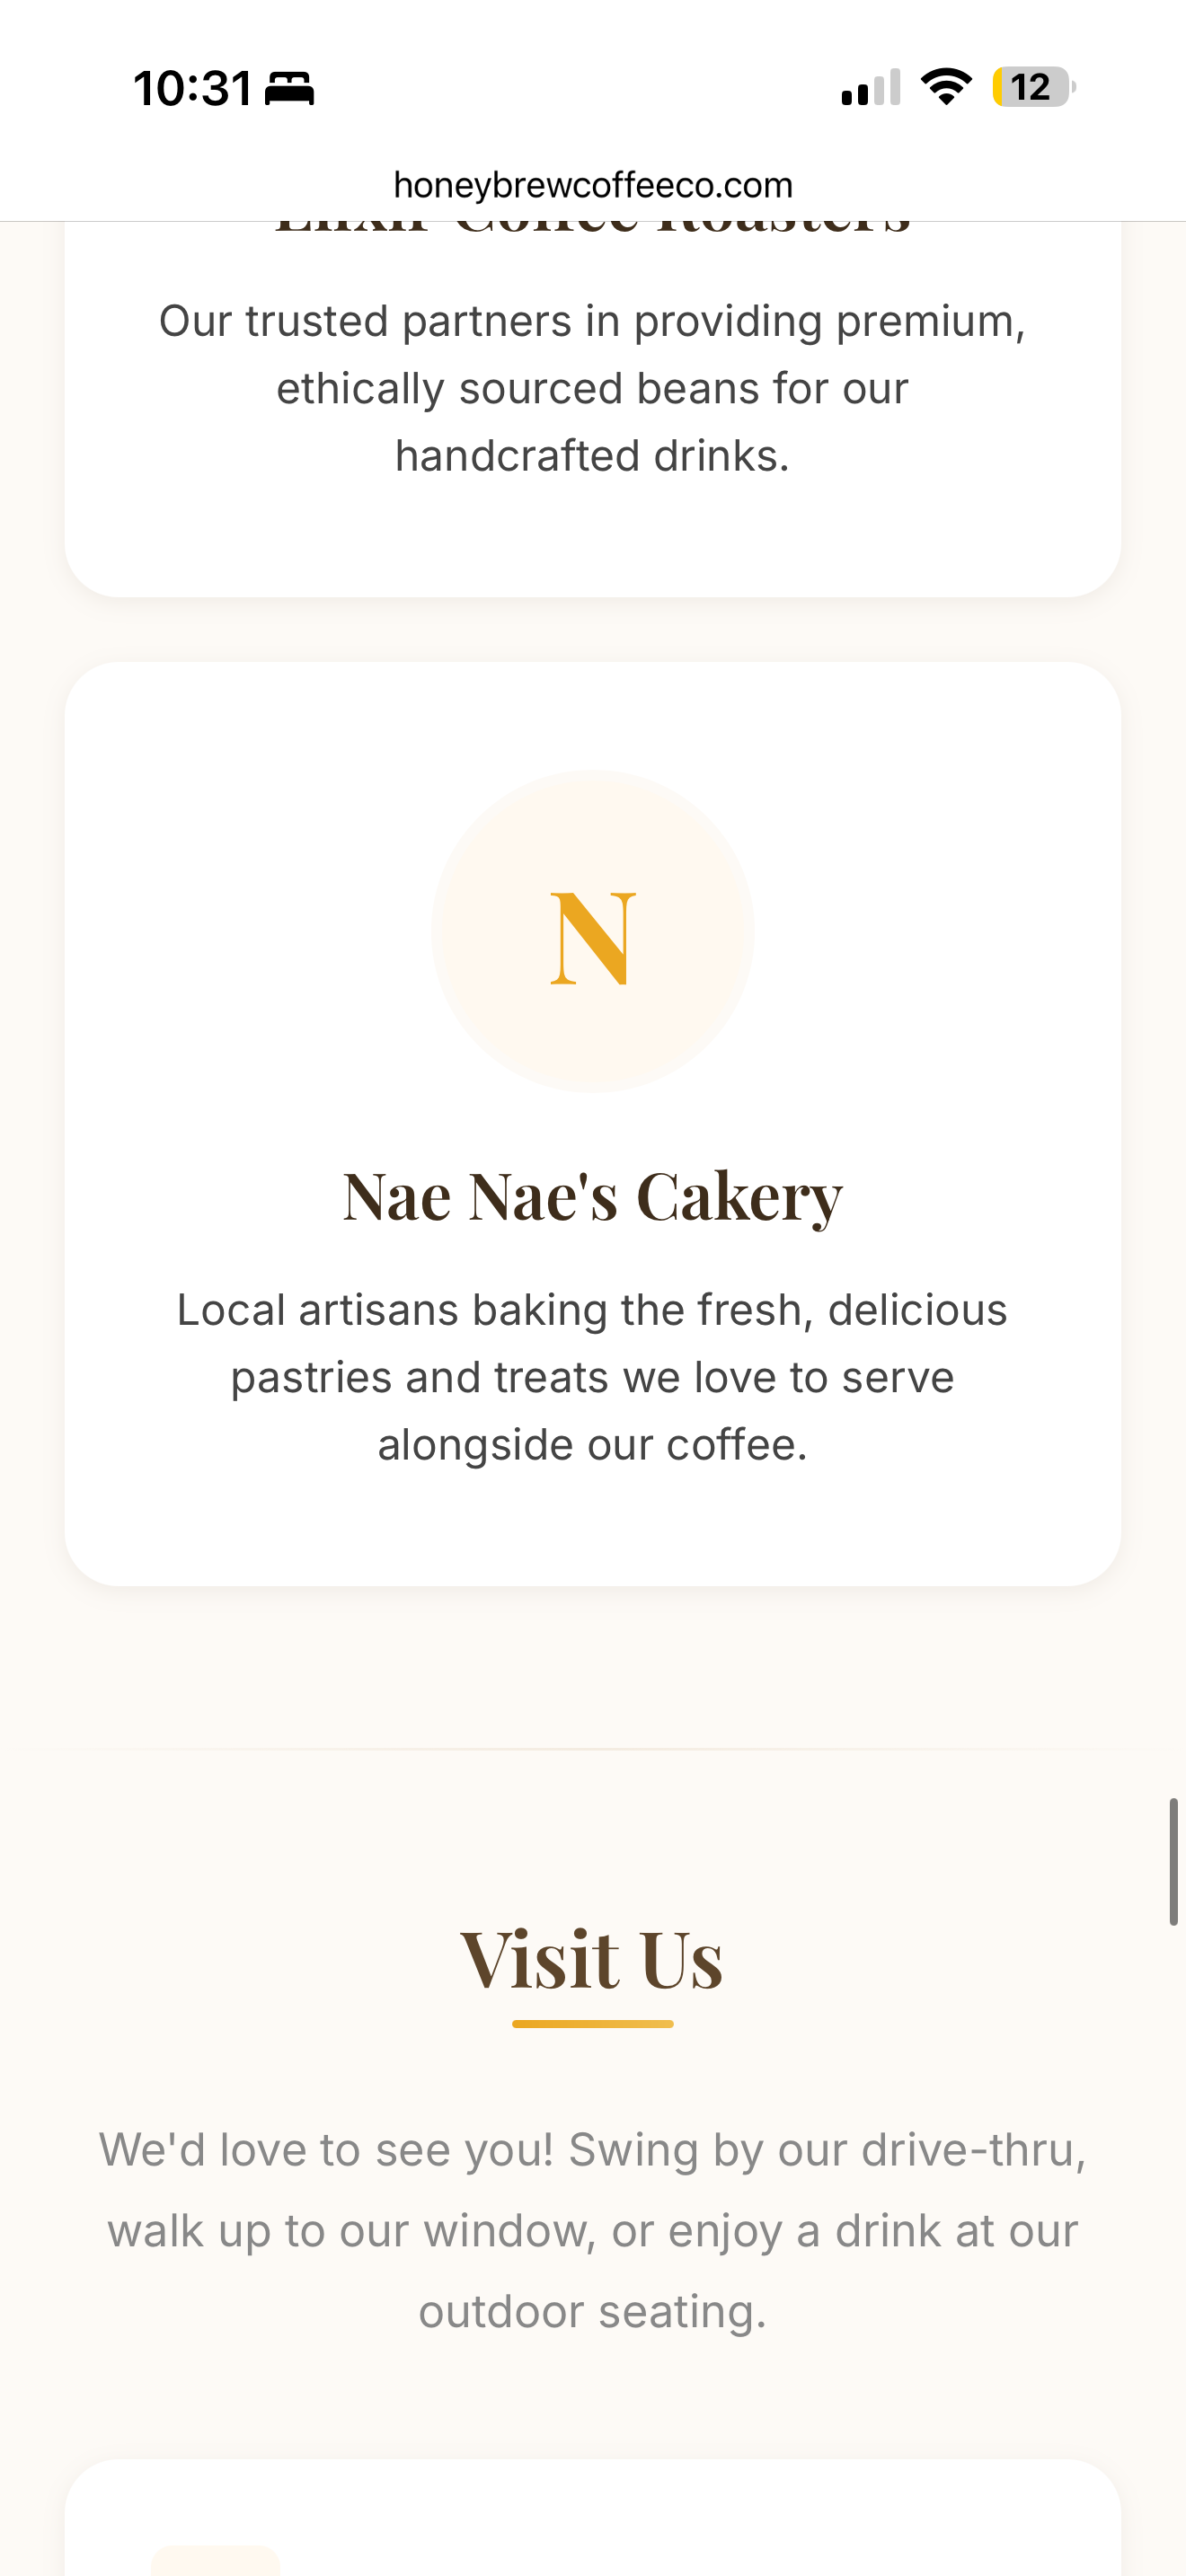 10:31
12
honeybrewcoffeeco.com
Elixir Coffee Roasters
Our trusted partners in providing premium,
ethically sourced beans for our
handcrafted drinks.
N
Nae Nae's Cakery
Local artisans baking the fresh, delicious
pastries and treats we love to serve
alongside our coffee.
Visit Us
We'd love to see you! Swing by our drive-thru,
walk up to our window, or enjoy a drink at our
outdoor seating.